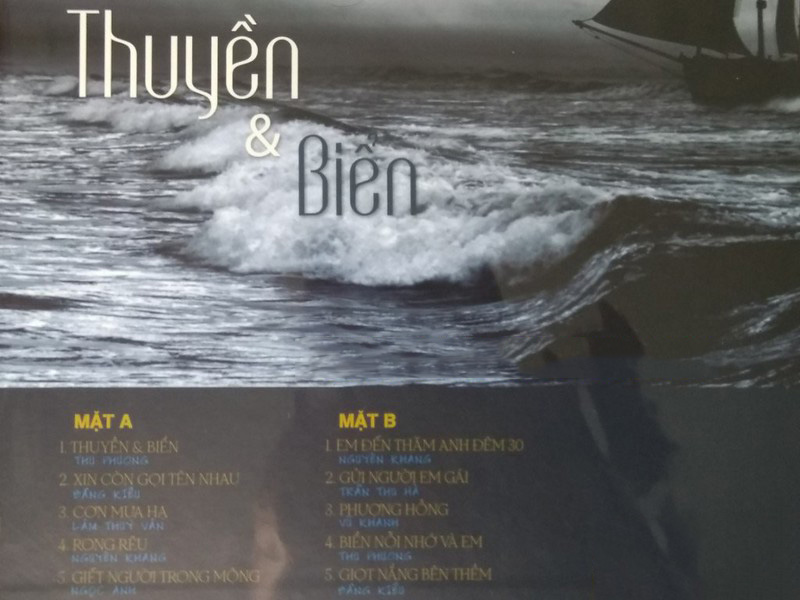 Thuyền
&
Biển
MẶT A
1. THUYỀN & BIỂN
THU PHƯƠNG
2. XIN CÒN GỌI TÊN NHAU
BẰNG KIỀU
3. CƠN MƯA HẠ
LÂM THÚY VÂN
4. RONG RÊU
NGUYÊN KHANG
5. GIẾT NGƯỜI TRONG MỘNG
NGỌC ANH
MẶT B
1. EM ĐẾN THĂM ANH ĐÊM 30
NGUYÊN KHANG
2. GỬI NGƯỜI EM GÁI
TRẦN THU HÀ
3. PHƯỢNG HỒNG
VŨ KHANH
4. BIỂN NỖI NHỚ VÀ EM
THU PHƯƠNG
5. GIỌT NẮNG BÊN THỀM
BẰNG KIỀU